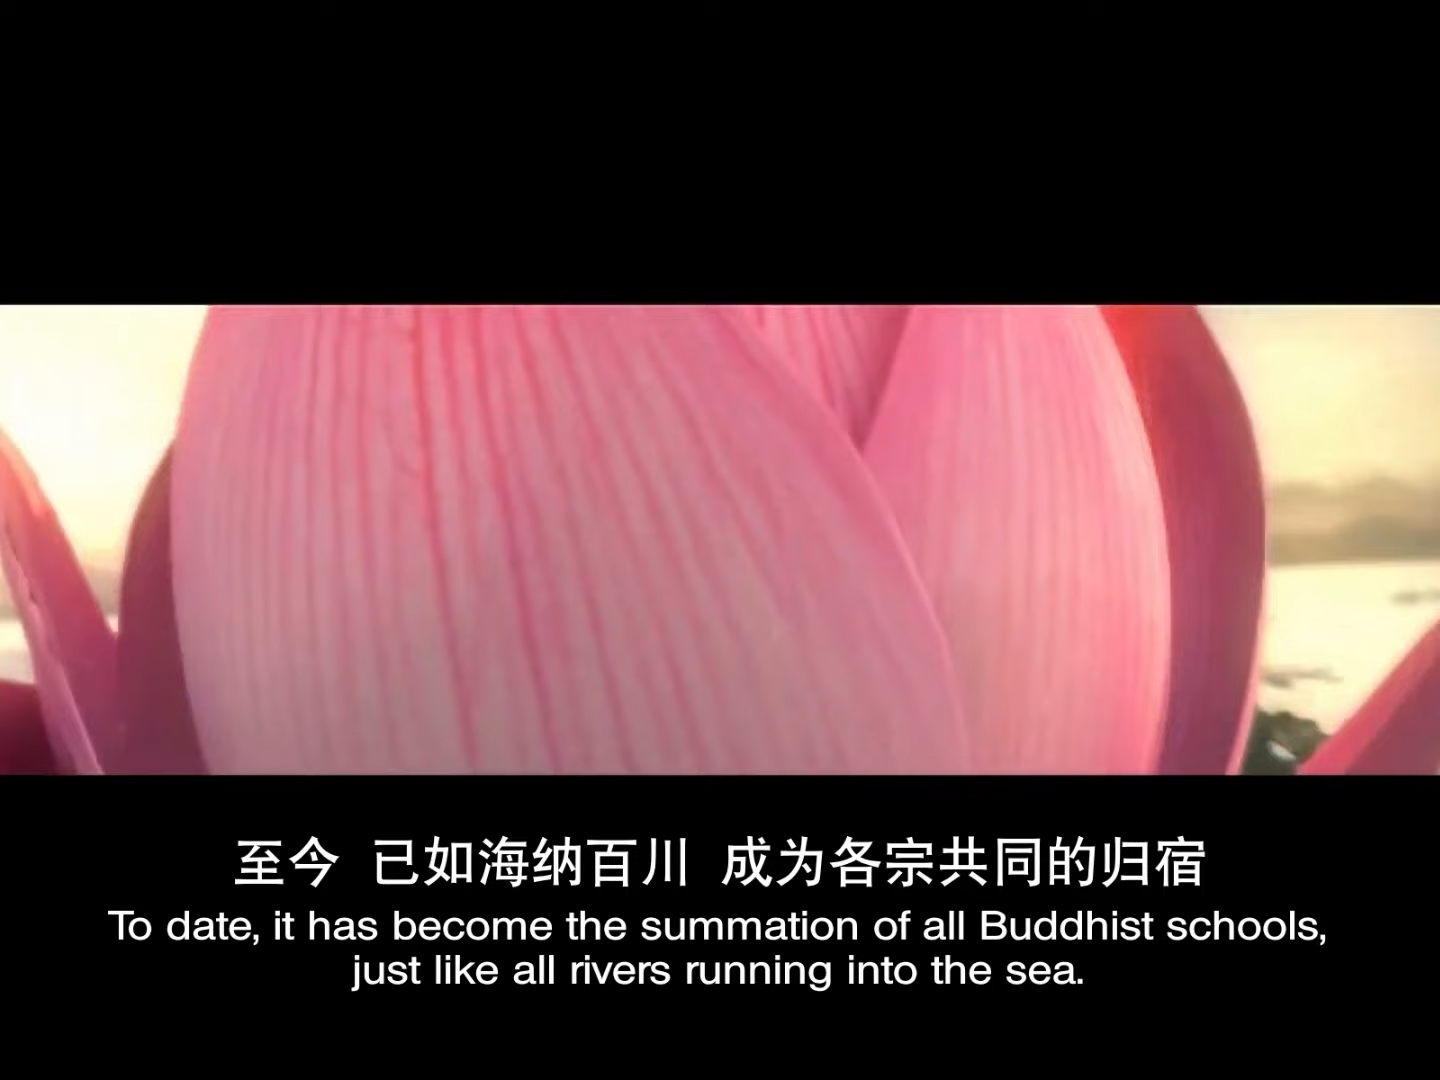 至今 已如海纳百川 成为各宗共同的归宿
To date, it has become the summation of all Buddhist schools,
just like all rivers running into the sea.